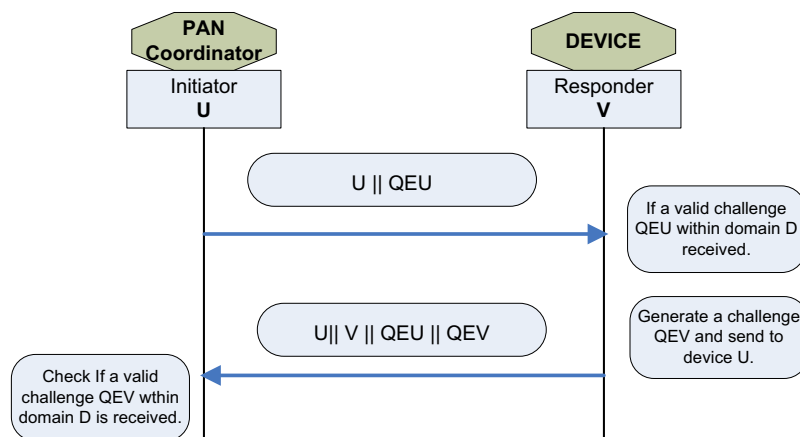 PAN
Coordinator
DEVICE
Initiator
U
Responder
V
U || QEU
If a valid challenge
QEU within domain D
received.
U|| V || QEU || QEV
Generate a challenge
QEV and send to
device U.
Check If a valid
challenge QEV wthin
domain D is received.